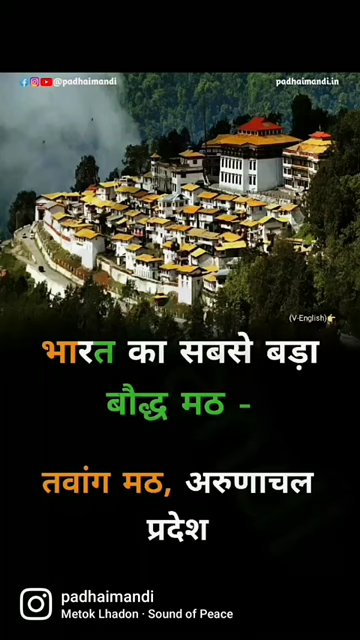 @padhaimandi
padhaimandi.in
(V-English)👉
भारत का सबसे बड़ा
बौद्ध मठ -
तवांग मठ, अरुणाचल
प्रदेश
padhaimandi
Metok Lhadon · Sound of Peace